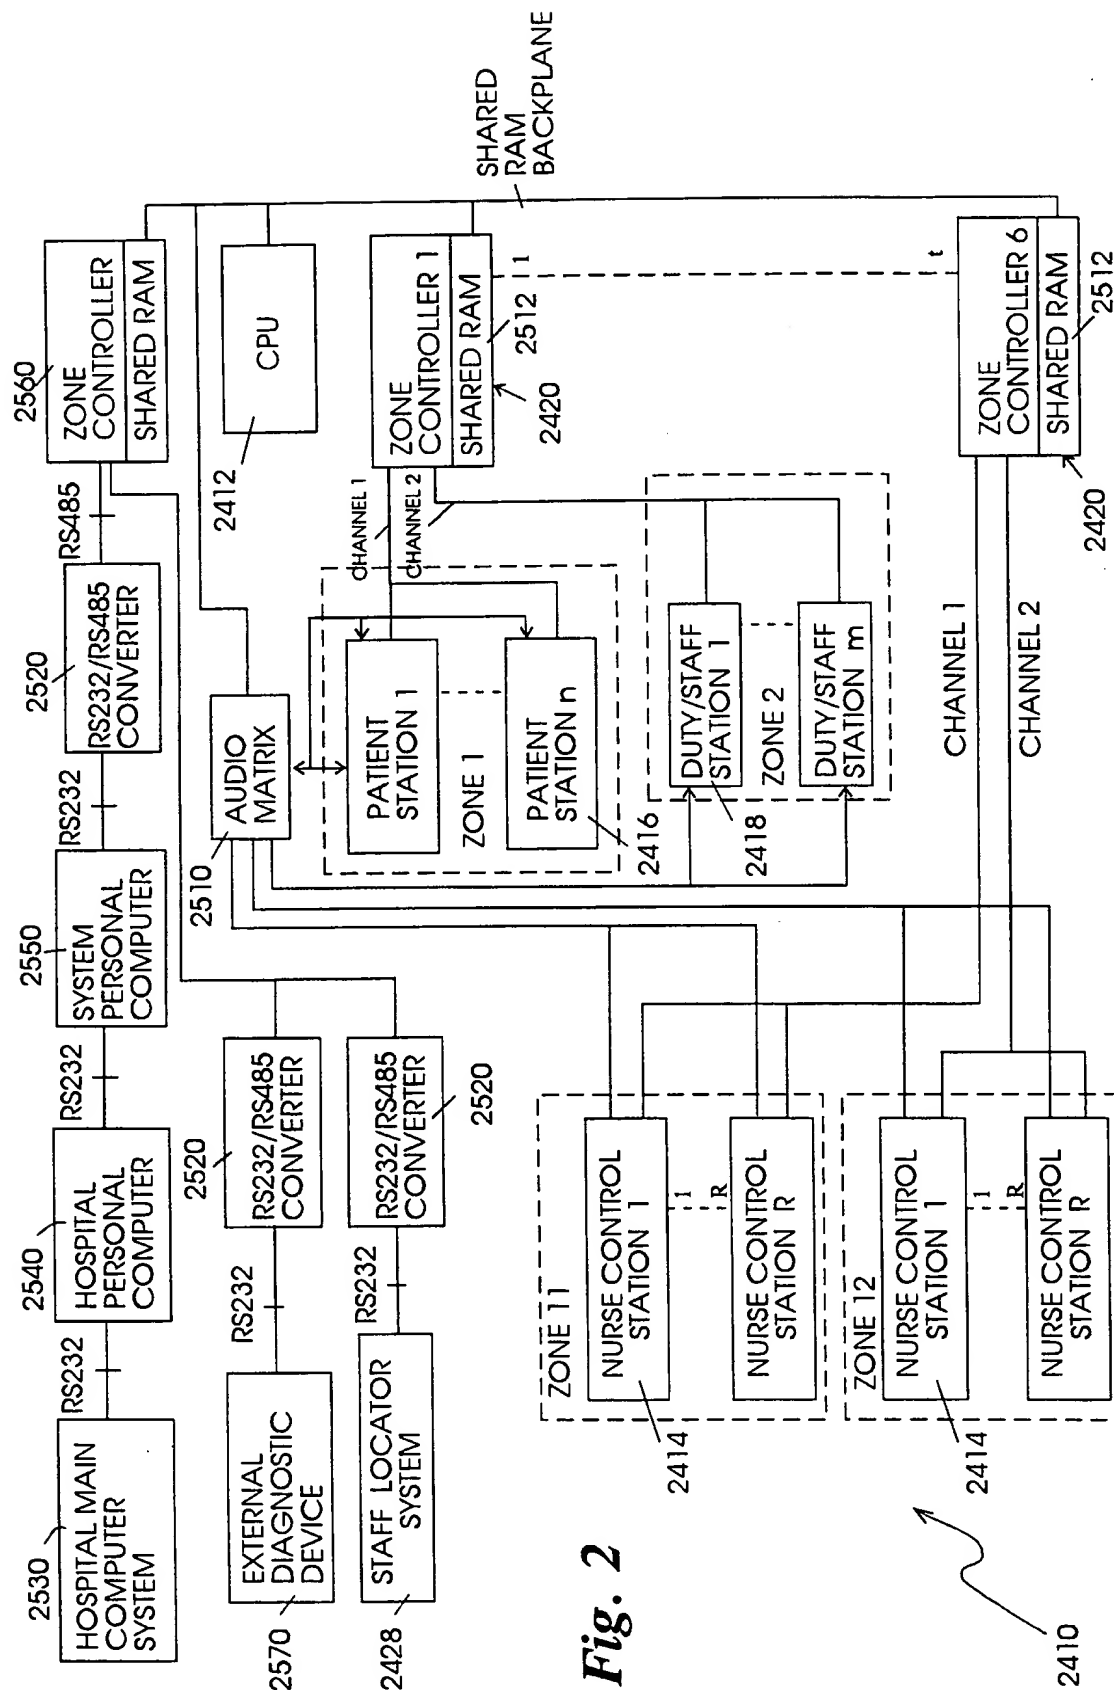 2530
HOSPITAL MAIN
COMPUTER
SYSTEM
RS232
2540
HOSPITAL
PERSONAL
COMPUTER
RS232
2550
SYSTEM
PERSONAL
COMPUTER
RS232
2520
RS232/RS485
CONVERTER
RS485
2560
ZONE
CONTROLLER
SHARED RAM
2570
EXTERNAL
DIAGNOSTIC
DEVICE
RS232
2520
RS232/RS485
CONVERTER
2428
STAFF LOCATOR
SYSTEM
RS232
RS232/RS485
CONVERTER
2520
2510
AUDIO
MATRIX
2412
CPU
SHARED
RAM
BACKPLANE
CHANNEL 1
CHANNEL 2
ZONE
CONTROLLER 1
SHARED RAM
2512
2420
1
t
PATIENT
STATION 1
ZONE 1
PATIENT
STATION n
2416
DUTY/STAFF
STATION 1
2418
ZONE 2
DUTY/STAFF
STATION m
ZONE
CONTROLLER 6
SHARED RAM
2512
2420
CHANNEL 1
CHANNEL 2
ZONE 11
NURSE CONTROL
STATION 1
2414
1
R
NURSE CONTROL
STATION R
ZONE 12
NURSE CONTROL
STATION 1
2414
1
R
NURSE CONTROL
STATION R
Fig. 2
2410